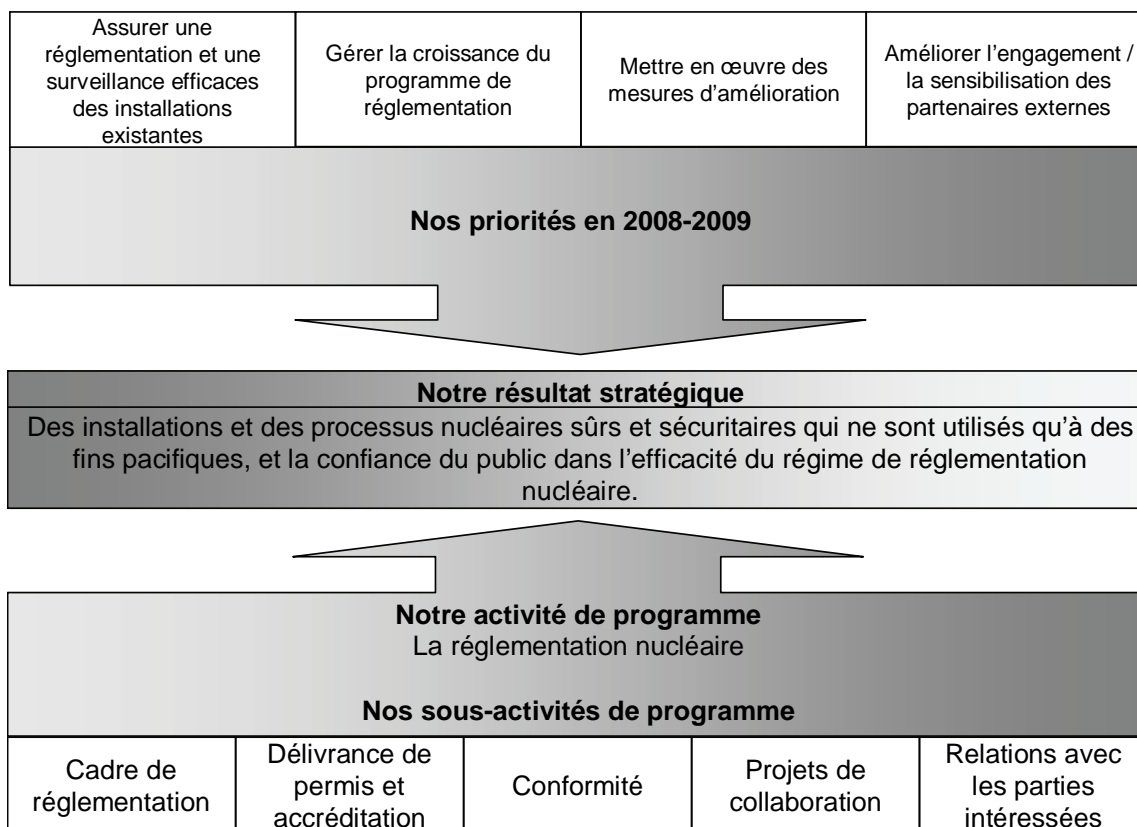 Assurer une
réglementation et une
surveillance efficaces
des installations
existantes
Gérer la croissance du
programme de
réglementation
Mettre en œuvre des
mesures d’amélioration
Améliorer l’engagement /
la sensibilisation des
partenaires externes
Nos priorités en 2008-2009
Notre résultat stratégique
Des installations et des processus nucléaires sûrs et sécuritaires qui ne sont utilisés qu’à des
fins pacifiques, et la confiance du public dans l’efficacité du régime de réglementation
nucléaire.
Notre activité de programme
La réglementation nucléaire
Nos sous-activités de programme
Cadre de
réglementation
Délivrance de
permis et
accréditation
Conformité
Projets de
collaboration
Relations avec
les parties
intéressées